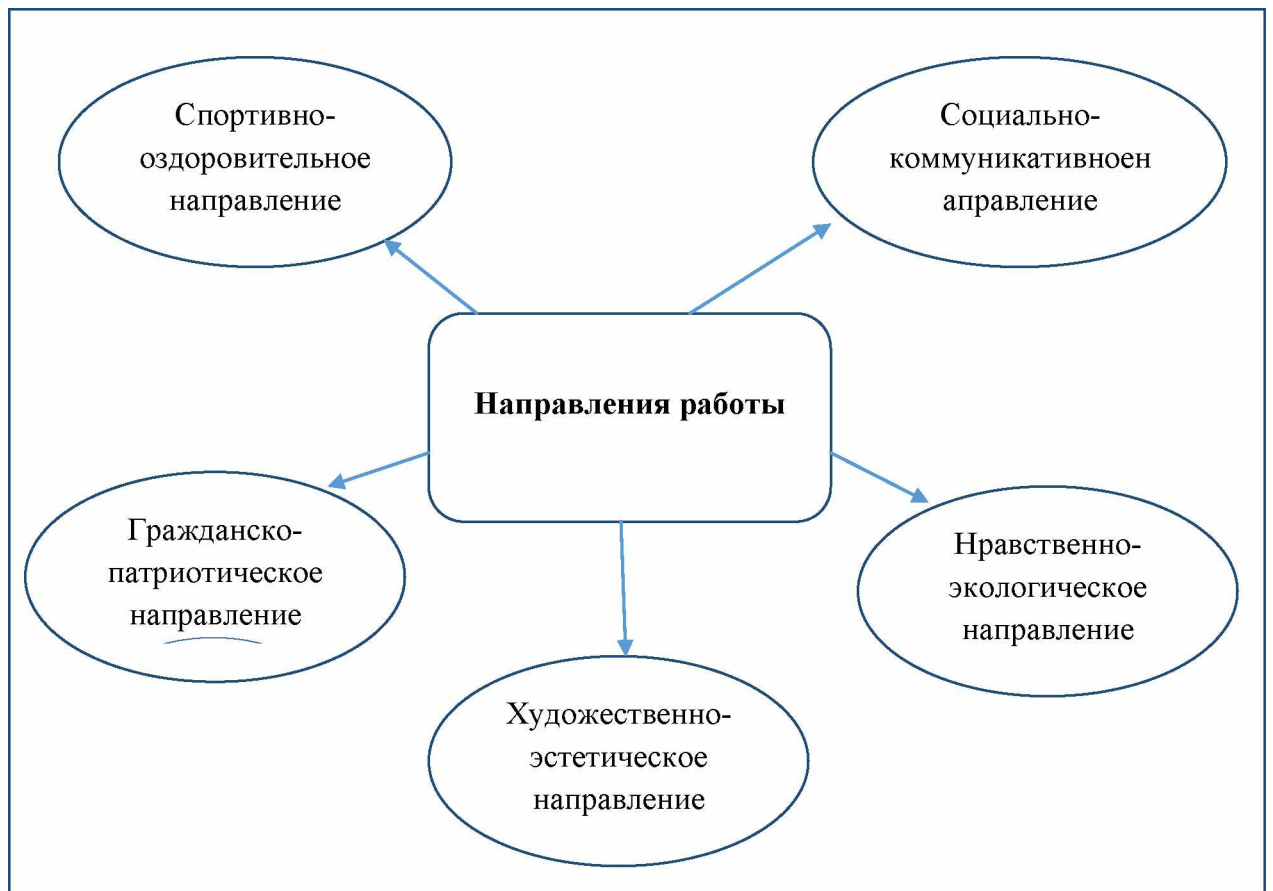 Спортивно-
оздоровительное
направление
Социально-
коммуникативноен
аправление
Направления работы
Гражданско-
патриотическое
направление
Нравственно-
экологическое
направление
Художественно-
эстетическое
направление